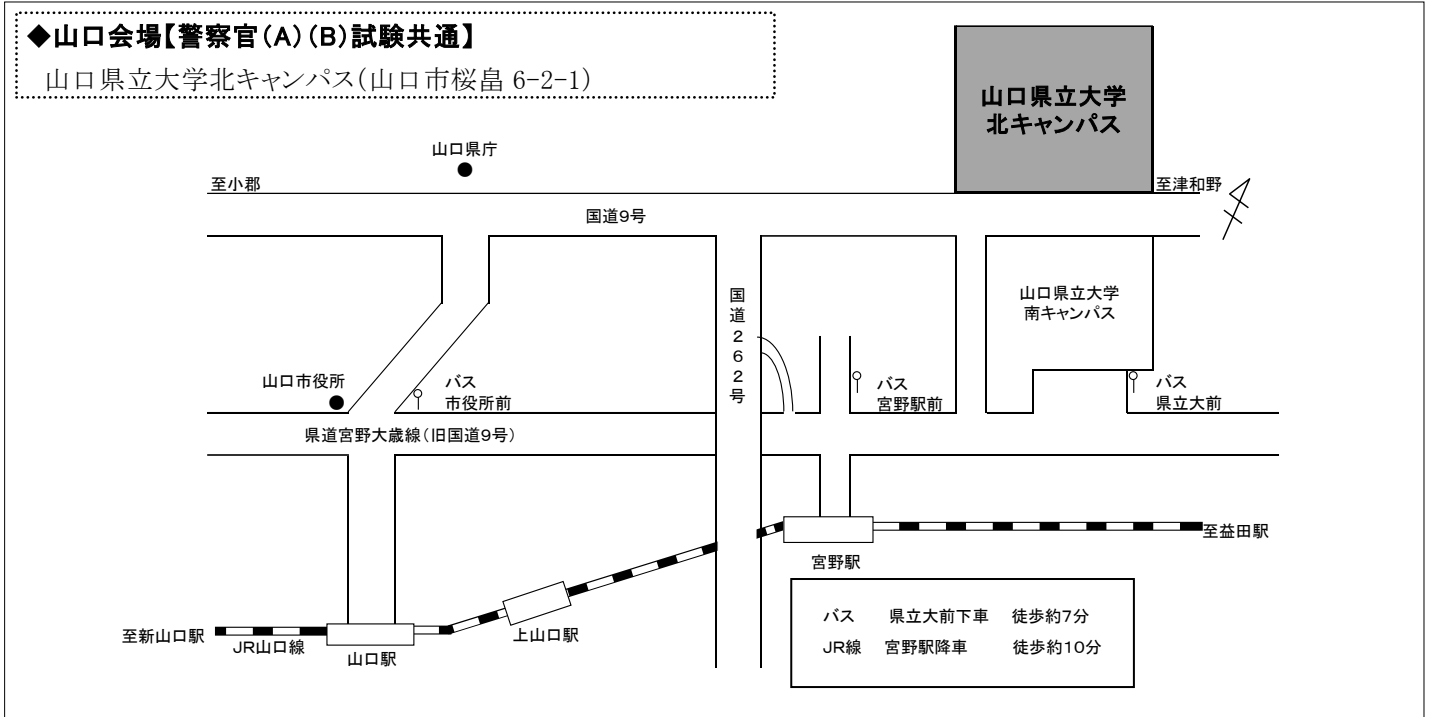 ◆山口会場【警察官(A)(B)試験共通】
山口県立大学北キャンパス(山口市桜畠 6-2-1)
山口県立大学
北キャンパス
山口県庁
至小郡
至津和野
国道9号
国道262号
山口県立大学
南キャンパス
山口市役所
バス
市役所前
バス
宮野駅前
バス
県立大前
県道宮野大歳線(旧国道9号)
至益田駅
宮野駅
バス 県立大前下車 徒歩約7分
JR線 宮野駅降車 徒歩約10分
至新山口駅
JR山口線
山口駅
上山口駅